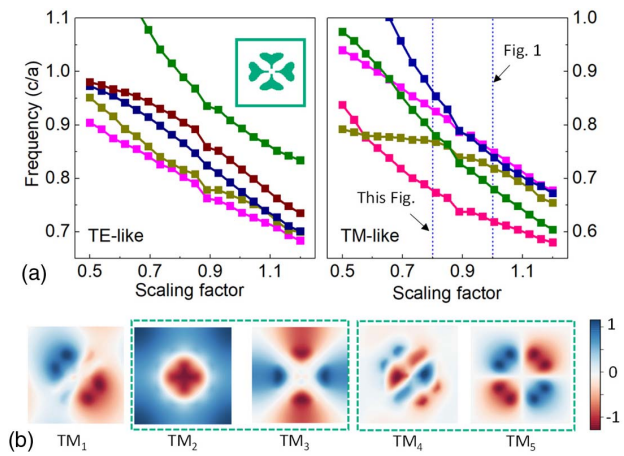 (a)
Frequency (c/a)
1.1
1.0
0.9
0.8
0.7
TE-like
0.5 0.7 0.9 1.1
Scaling factor
1.0
0.9
0.8
0.7
0.6
Fig. 1
This Fig.
TM-like
0.5 0.7 0.9 1.1
Scaling factor
(b)
TM1
TM2
TM3
TM4
TM5
1
0
-1